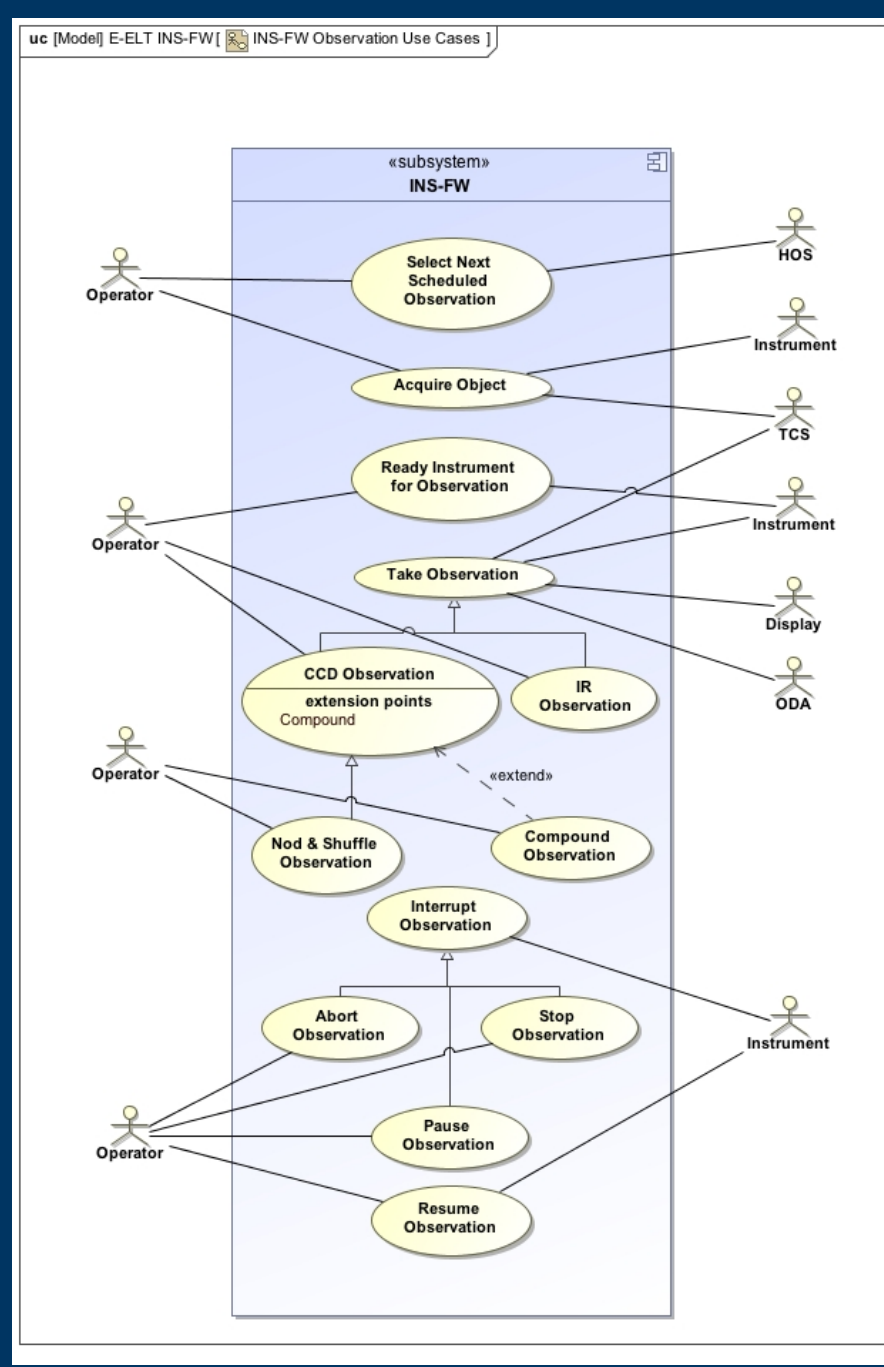 uc [Model] E-ELT INS-FW [ INS-FW Observation Use Cases ]
«subsystem»
INS-FW
Operator
Select Next
Scheduled
Observation
HOS
Acquire Object
Instrument
TCS
Operator
Ready Instrument
for Observation
Instrument
Take Observation
Display
CCD Observation
extension points
Compound
IR
Observation
ODA
Operator
«extend»
Nod & Shuffle
Observation
Compound
Observation
Interrupt
Observation
Abort
Observation
Stop
Observation
Instrument
Operator
Pause
Observation
Resume
Observation